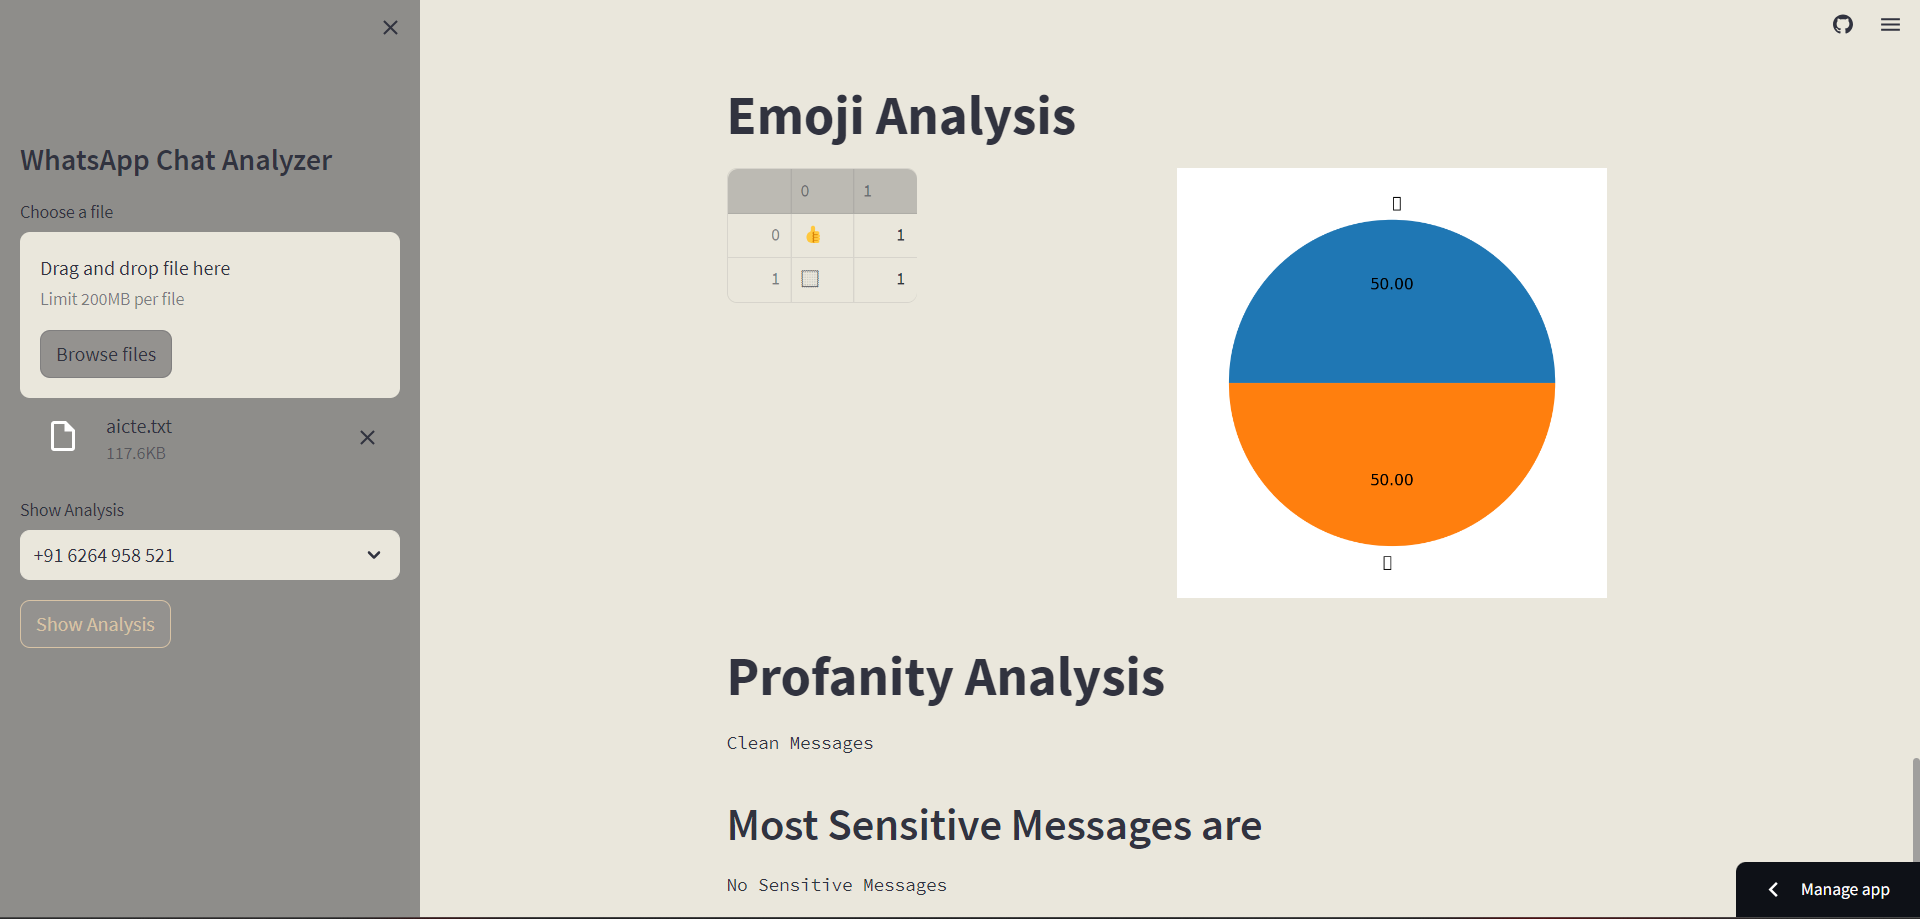 WhatsApp Chat Analyzer
Choose a file
Drag and drop file here
Limit 200MB per file
Browse files
aicte.txt
117.6KB
Show Analysis
+91 6264 958 521
Show Analysis
Emoji Analysis
0 1
0 👍 1
1 1
50.00
50.00
Profanity Analysis
Clean Messages
Most Sensitive Messages are
No Sensitive Messages
Manage app